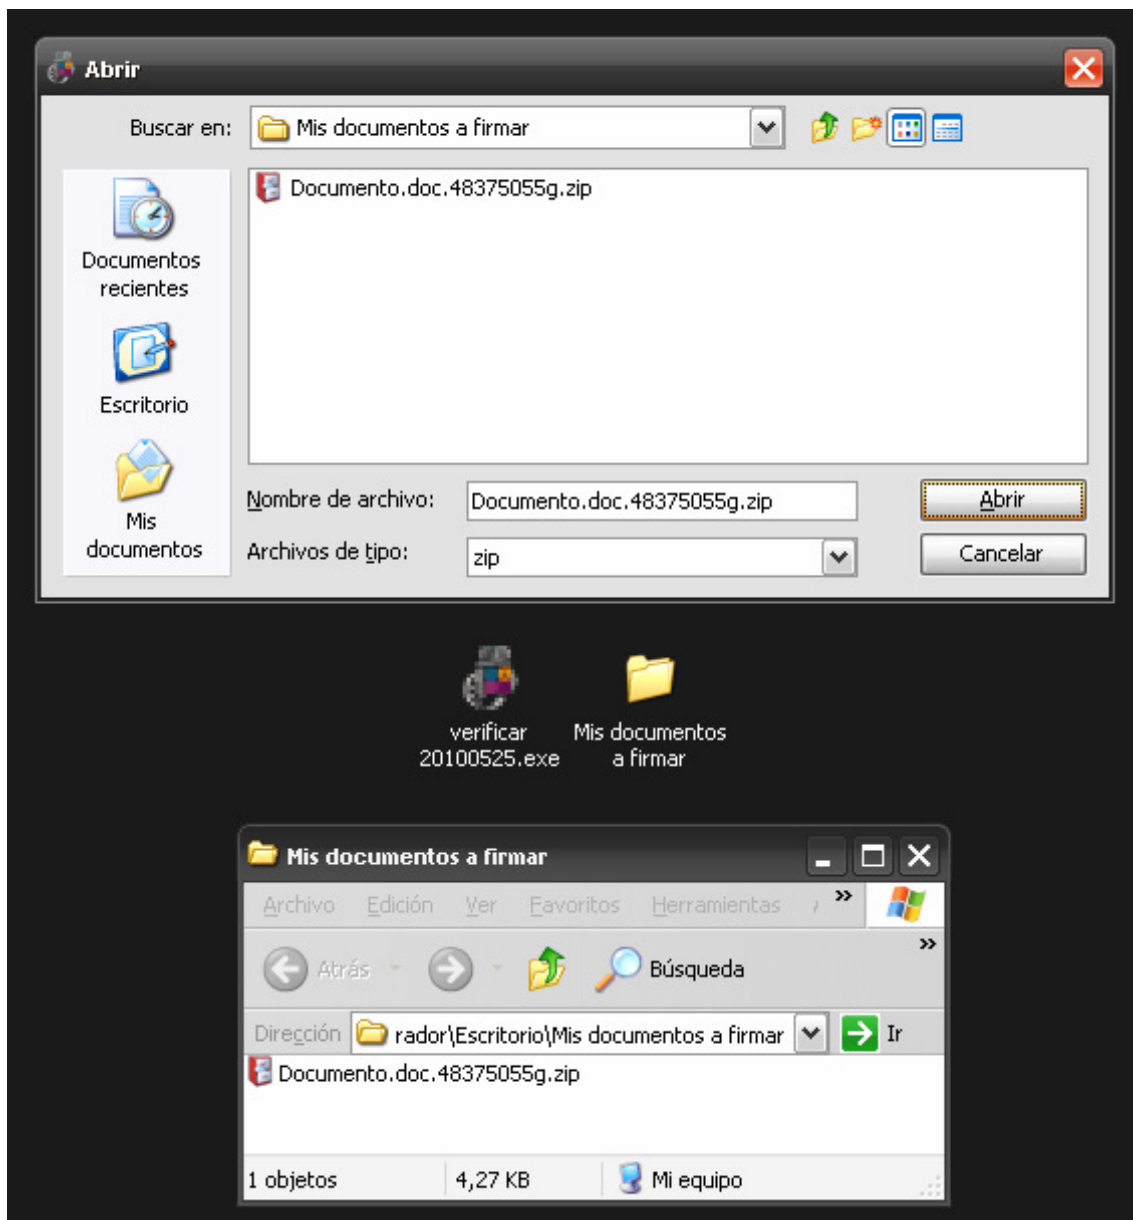 Abrir
Buscar en: Mis documentos a firmar
Documento.doc.48375055g.zip
Documentos
recientes
Escritorio
Mis
documentos
Nombre de archivo: Documento.doc.48375055g.zip Abrir
Archivos de tipo: zip Cancelar
verificar
20100525.exe
Mis documentos
a firmar
Mis documentos a firmar
Archivo Edición Ver Favoritos Herramientas »
Atrás Búsqueda »
Dirección rador\Escritorio\Mis documentos a firmar Ir
Documento.doc.48375055g.zip
1 objetos 4,27 KB Mi equipo